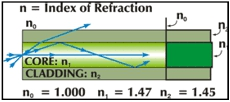 n = Index of Refraction
n₀
n₀
n
n
CORE: n₁
CLADDING: n₂
n₀ = 1.000 n₁ = 1.47 n₂ = 1.45